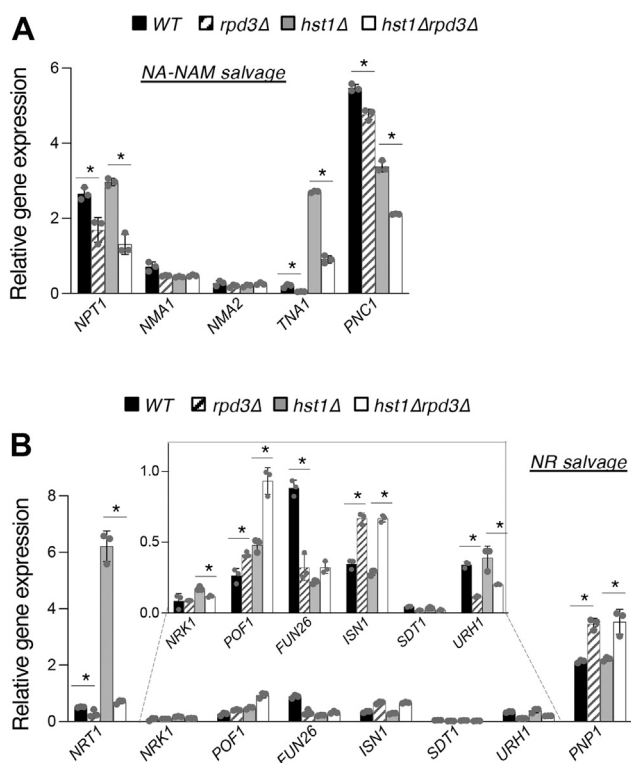 A
WT rpd3Δ hst1Δ hst1Δrpd3Δ
NA-NAM salvage
Relative gene expression
6
4
2
0
* * * * * *
NPT1 NMA1 NMA2 TNA1 PNC1
WT rpd3Δ hst1Δ hst1Δrpd3Δ
B
NR salvage
Relative gene expression
8
6
4
2
0
1.0
0.5
0.0
* * * * * * * * *
NRK1 POF1 FUN26 ISN1 SDT1 URH1
* * * *
NRT1 NRK1 POF1 FUN26 ISN1 SDT1 URH1 PNP1